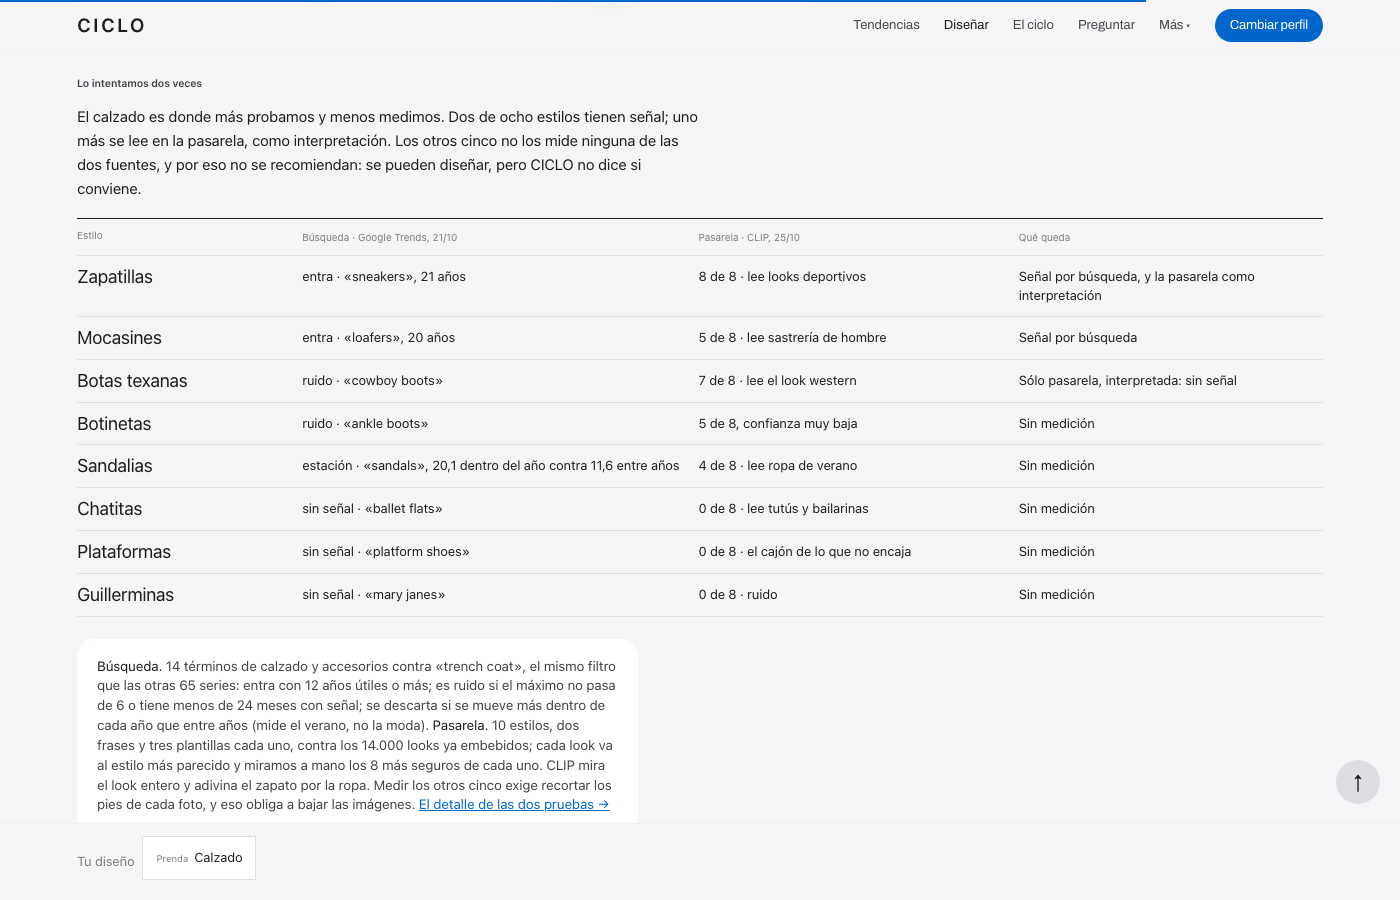 CICLO
Tendencias Diseñar El ciclo Preguntar Más Cambiar perfil
Lo intentamos dos veces
El calzado es donde más probamos y menos medimos. Dos de ocho estilos tienen señal; uno
más se lee en la pasarela, como interpretación. Los otros cinco no los mide ninguna de las
dos fuentes, y por eso no se recomiendan: se pueden diseñar, pero CICLO no dice si
conviene.
Estilo Búsqueda · Google Trends, 21/10 Pasarela · CLIP, 25/10 Qué queda
Zapatillas entra · «sneakers», 21 años 8 de 8 · lee looks deportivos Señal por búsqueda, y la pasarela como
interpretación
Mocasines entra · «loafers», 20 años 5 de 8 · lee sastrería de hombre Señal por búsqueda
Botas texanas ruido · «cowboy boots» 7 de 8 · lee el look western Sólo pasarela, interpretada: sin señal
Botinetas ruido · «ankle boots» 5 de 8, confianza muy baja Sin medición
Sandalias estación · «sandals», 20,1 dentro del año contra 11,6 entre años 4 de 8 · lee ropa de verano Sin medición
Chatitas sin señal · «ballet flats» 0 de 8 · lee tutús y bailarinas Sin medición
Plataformas sin señal · «platform shoes» 0 de 8 · el cajón de lo que no encaja Sin medición
Guillerminas sin señal · «mary janes» 0 de 8 · ruido Sin medición
Búsqueda. 14 términos de calzado y accesorios contra «trench coat», el mismo filtro
que las otras 65 series: entra con 12 años útiles o más; es ruido si el máximo no pasa
de 6 o tiene menos de 24 meses con señal; se descarta si se mueve más dentro de
cada año que entre años (mide el verano, no la moda). Pasarela. 10 estilos, dos
frases y tres plantillas cada uno, contra los 14.000 looks ya embebidos; cada look va
al estilo más parecido y miramos a mano los 8 más seguros de cada uno. CLIP mira
el look entero y adivina el zapato por la ropa. Medir los otros cinco exige recortar los
pies de cada foto, y eso obliga a bajar las imágenes. El detalle de las dos pruebas →
↑
Tu diseño Prenda Calzado